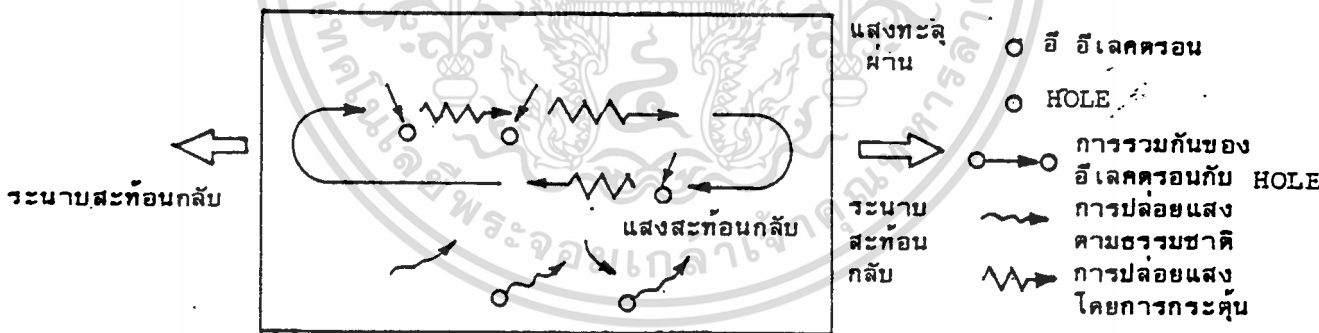 ระนาบสะท้อนกลับ
แสงสะท้อนกลับ
แสงทะลุ
ผ่าน
ระนาบ
สะท้อน
กลับ
อี อีเลคตรอน
HOLE
การรวมกันของ
อีเลคตรอนกับ HOLE
การปล่อยแสง
ตามธรรมชาติ
การปล่อยแสง
โดยการกระตุ้น